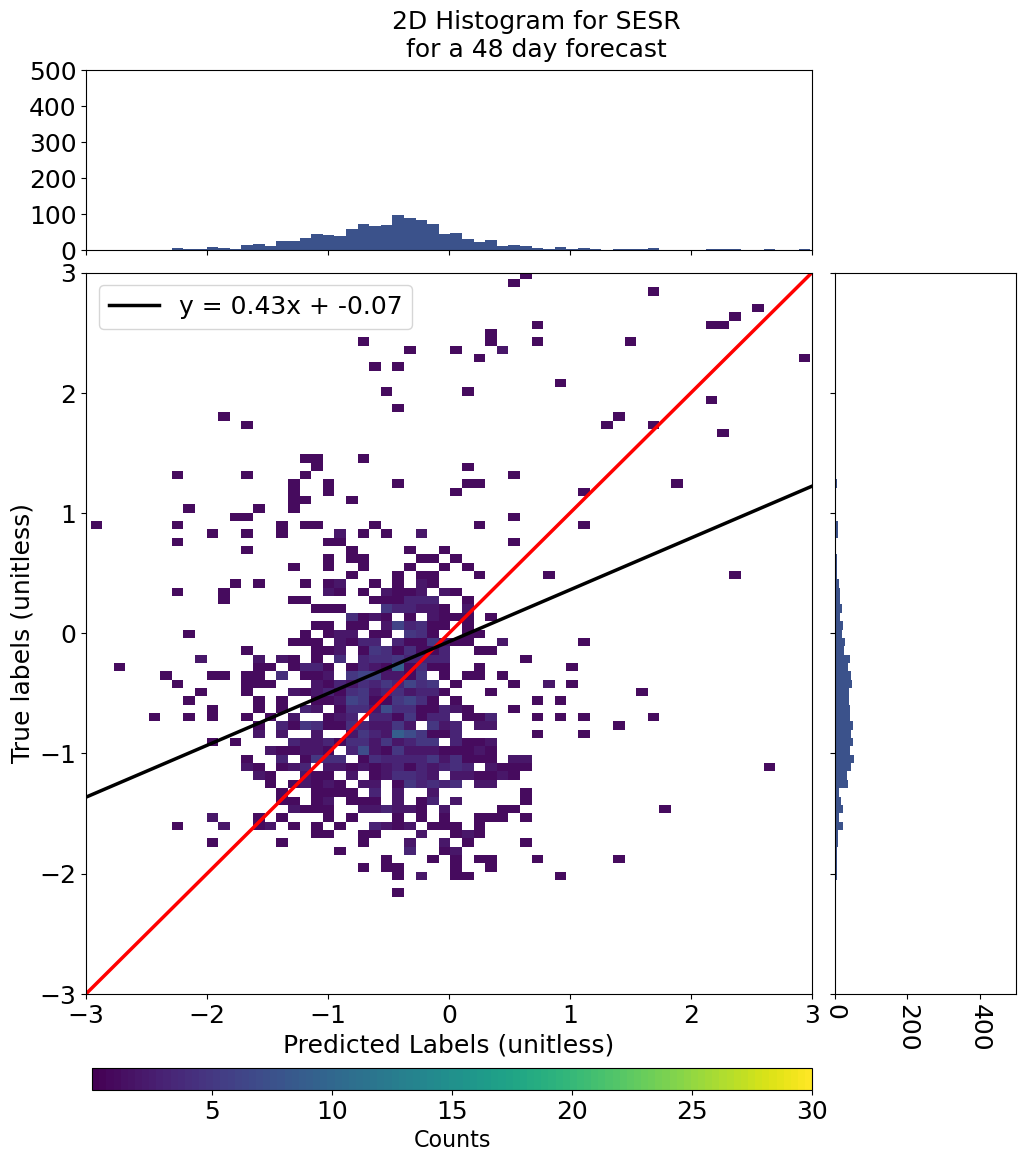 2D Histogram for SESR
for a 48 day forecast
500
400
300
200
100
0
3
2
1
0
−1
−2
−3
y = 0.43x + -0.07
True labels (unitless)
−3 −2 −1 0 1 2 3
Predicted Labels (unitless)
0 200 400
5 10 15 20 25 30
Counts